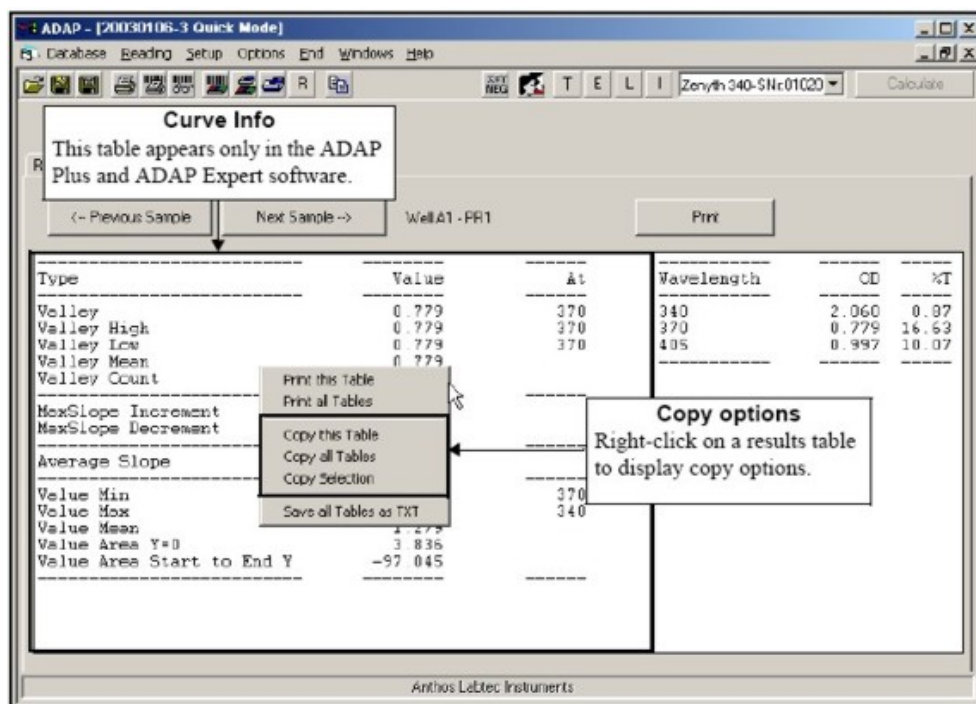 ADAP - [20030106-3 Quick Mode]
Database Reading Setup Options End Windows Help
R T E L I Zenyth 340-SNr.01020 Calculate
Curve Info
This table appears only in the ADAP
Plus and ADAP Expert software.
R
<-- Previous Sample Next Sample --> Well.A1 - PR1 Print
Type Value At
Valley 0.779 370
Valley High 0.779 370
Valley Low 0.779 370
Valley Mean 0.779
Valley Count
MaxSlope Increment
MaxSlope Decrement
Average Slope
Value Min 370
Value Max 340
Value Mean 1.279
Value Area Y=0 3.836
Value Area Start to End Y -97.045
Wavelength OD %T
340 2.060 0.87
370 0.779 16.63
405 0.997 10.07
Print this Table
Print all Tables
Copy this Table
Copy all Tables
Copy Selection
Save all Tables as TXT
Copy options
Right-click on a results table
to display copy options.
Anthos Labtec Instruments